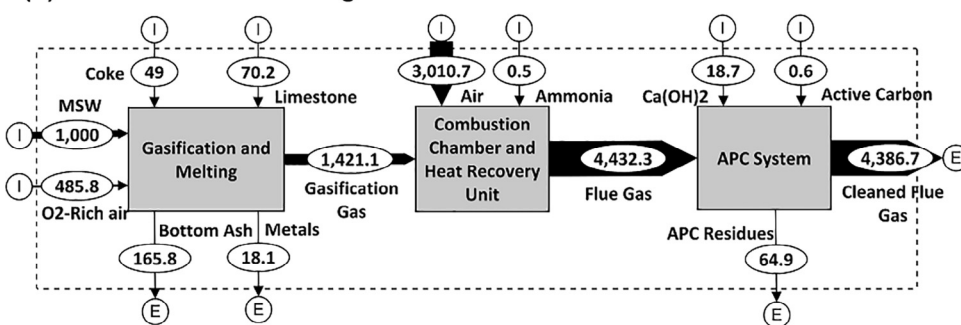 I
I
I
I
I
I
Coke
49
70.2
3,010.7
0.5
18.7
0.6
Limestone
Air
Ammonia
Ca(OH)2
Active Carbon
MSW
I
1,000
Gasification and
Melting
1,421.1
Gasification
Gas
Combustion
Chamber and
Heat Recovery
Unit
4,432.3
Flue Gas
APC System
4,386.7
E
Cleaned Flue
Gas
I
485.8
O2-Rich air
Bottom Ash
Metals
APC Residues
165.8
18.1
64.9
E
E
E